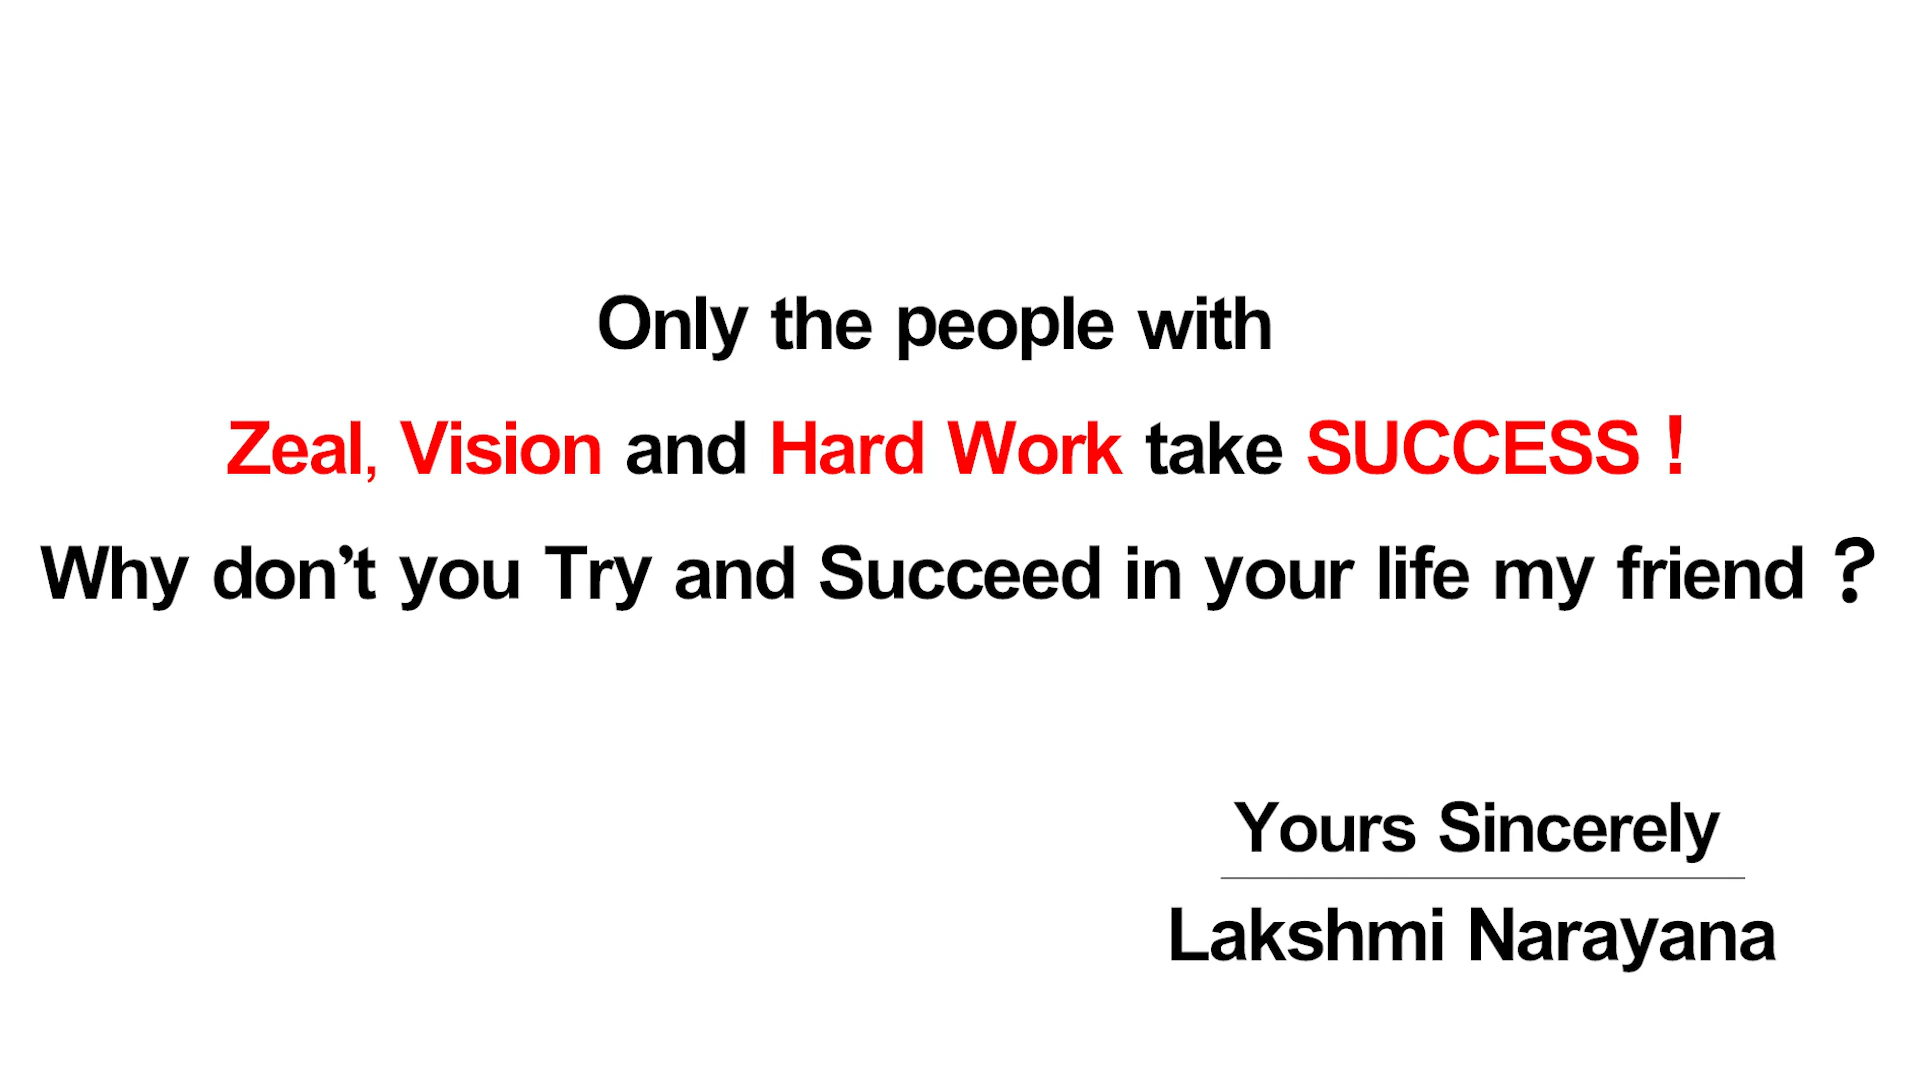 Only the people with
Zeal, Vision and Hard Work take SUCCESS !
Why don’t you Try and Succeed in your life my friend ?
Yours Sincerely
Lakshmi Narayana